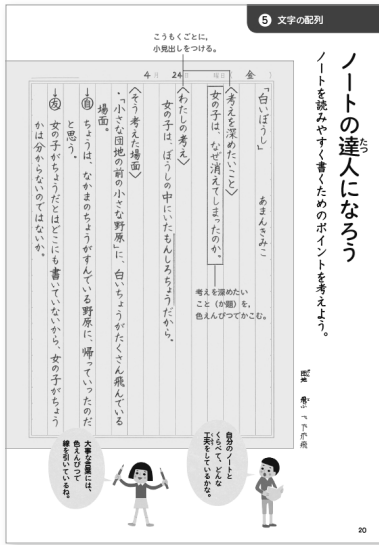 ❺ 文字の配列
ノートの達人になろう
たつ
ノートを読みやすく書くためのポイントを考えよう。
こうもくごとに、
小見出しをつける。
4月 24日 曜日〔 金 〕
「白いぼうし」 あまんきみこ
〈考えを深めたいこと〉
女の子は、なぜ消えてしまったのか。
〈わたしの考え〉
女の子は、ぼうしの中にいたもんしろちょうだから。
〈そう考えた場面〉
・「小さな団地の前の小さな野原」に、白いちょうがたくさん飛んでいる
場面。
→㊀ ちょうは、なかまのちょうがすんでいる野原に、帰っていったのだ
と思う。
→㊛ 女の子がちょうだとはどこにも書いていないから、女の子がちょう
かは分からないのではないか。
考えを深めたい
こと（か題）を、
色えんぴつでかこむ。
自分のノートと
くらべて、どんな
工夫をしているかな。
大事な言葉には、
色えんぴつで
線を引いているね。
20